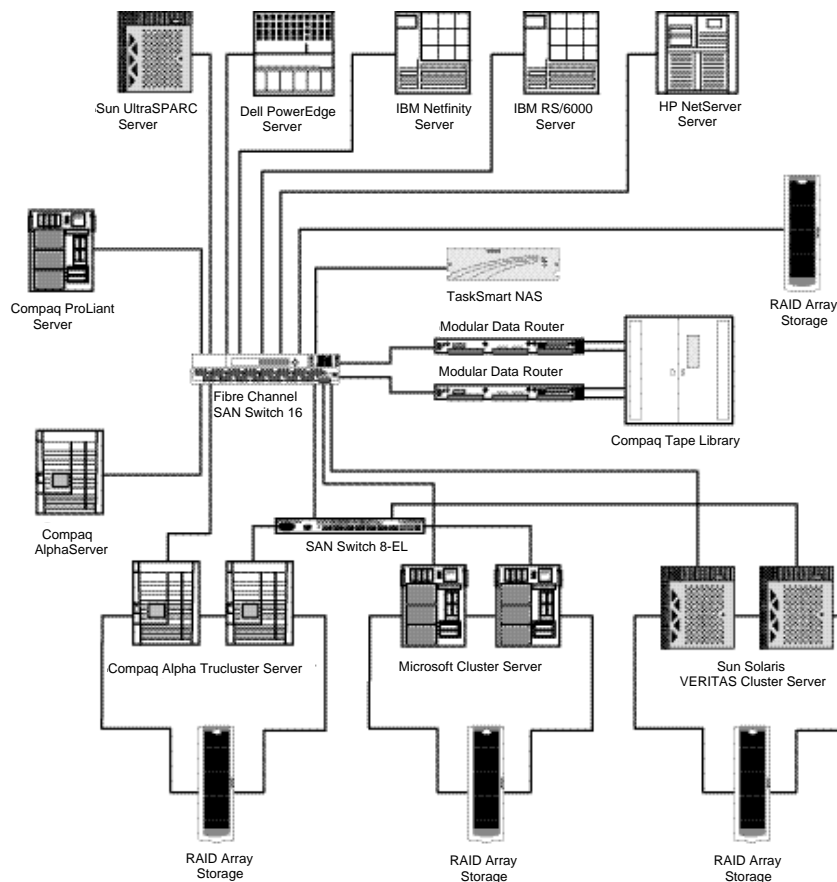 Sun UltraSPARC
Server
Dell PowerEdge
Server
IBM Netfinity
Server
IBM RS/6000
Server
HP NetServer
Server
Compaq ProLiant
Server
TaskSmart NAS
RAID Array
Storage
Modular Data Router
Modular Data Router
Fibre Channel
SAN Switch 16
Compaq Tape Library
Compaq
AlphaServer
SAN Switch 8-EL
Compaq Alpha Trucluster Server
Microsoft Cluster Server
Sun Solaris
VERITAS Cluster Server
RAID Array
Storage
RAID Array
Storage
RAID Array
Storage